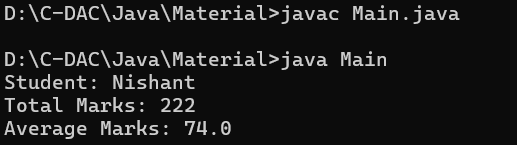 D:\C-DAC\Java\Material>javac Main.java
D:\C-DAC\Java\Material>java Main
Student: Nishant
Total Marks: 222
Average Marks: 74.0